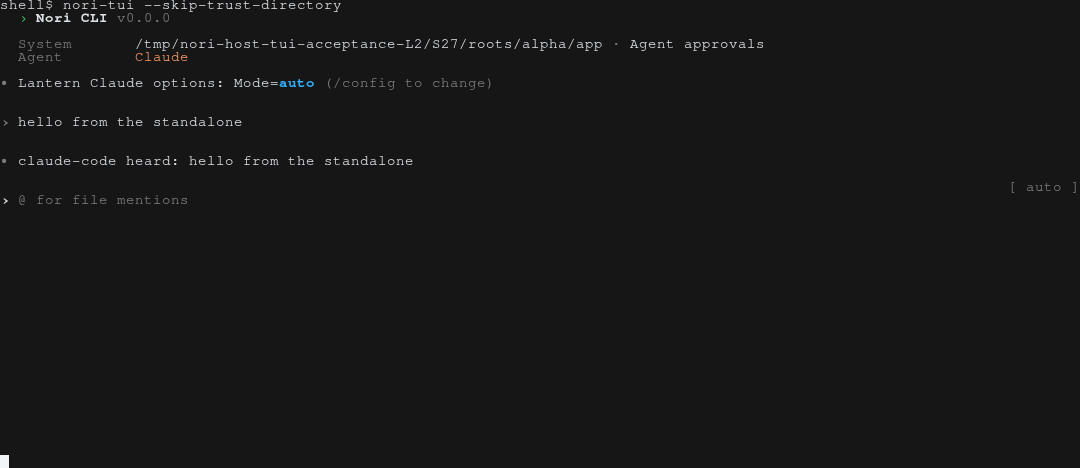 shell$ nori-tui --skip-trust-directory
› Nori CLI v0.0.0
System /tmp/nori-host-tui-acceptance-L2/S27/roots/alpha/app · Agent approvals
Agent Claude
• Lantern Claude options: Mode=auto (/config to change)
› hello from the standalone
• claude-code heard: hello from the standalone
[ auto ]
› @ for file mentions